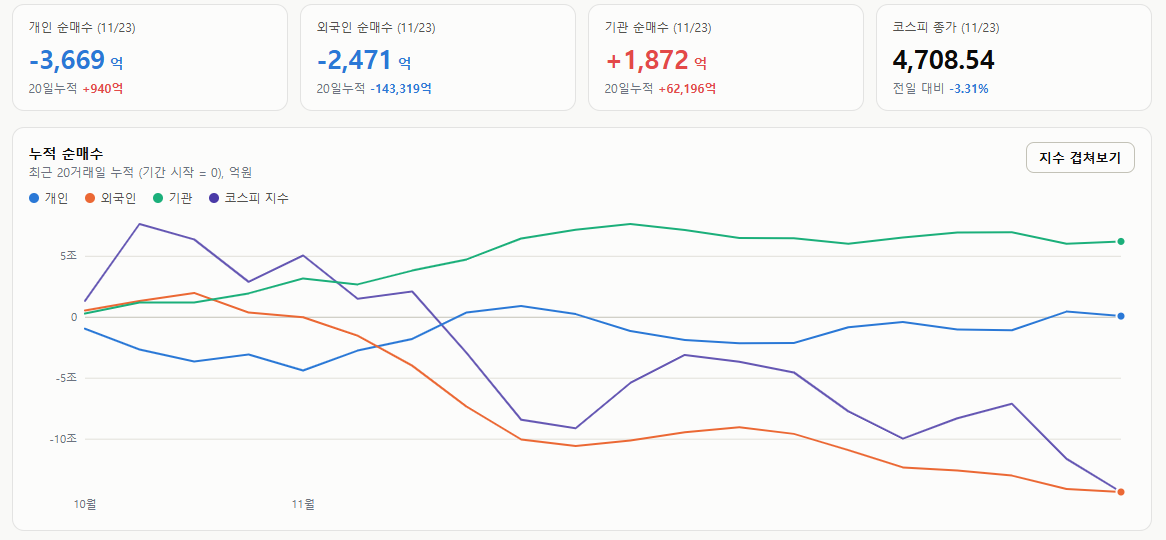 개인 순매수 (11/23)
-3,669 억
20일누적 +940억
외국인 순매수 (11/23)
-2,471 억
20일누적 -143,319억
기관 순매수 (11/23)
+1,872 억
20일누적 +62,196억
코스피 종가 (11/23)
4,708.54
전일 대비 -3.31%
누적 순매수
최근 20거래일 누적 (기간 시작 = 0), 억원
지수 겹쳐보기
개인 외국인 기관 코스피 지수
5조
0
-5조
-10조
10월 11월